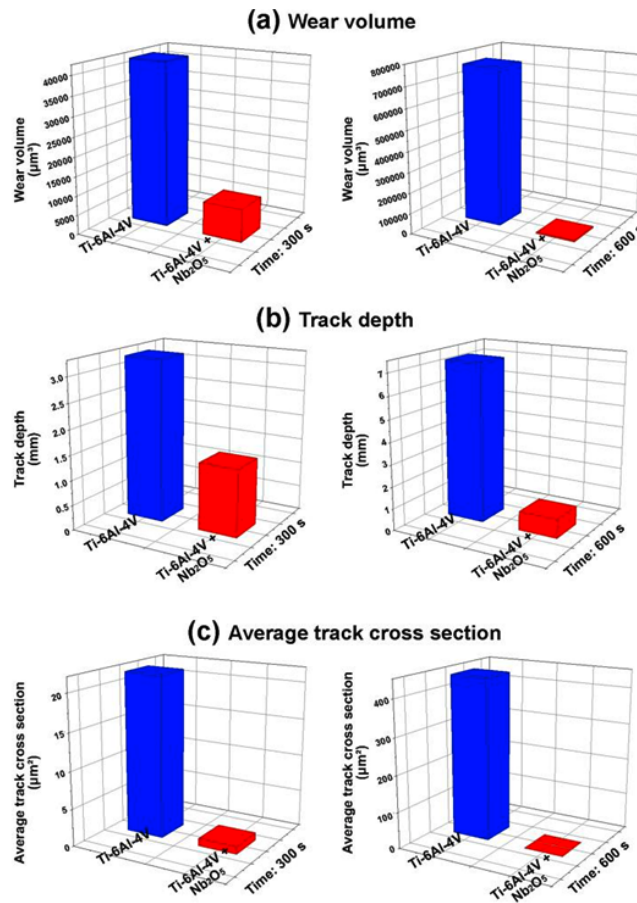 (a) Wear volume
40000
35000
30000
25000
20000
15000
10000
5000
0
Wear volume
(µm³)
Ti-6Al-4V
Ti-6Al-4V +
Nb₂O₅
Time: 300 s
800000
700000
600000
500000
400000
300000
200000
100000
0
Wear volume
(µm³)
Ti-6Al-4V
Ti-6Al-4V +
Nb₂O₅
Time: 600 s
(b) Track depth
3.0
2.5
2.0
1.5
1.0
0.5
0
Track depth
(mm)
Ti-6Al-4V
Ti-6Al-4V +
Nb₂O₅
Time: 300 s
7
6
5
4
3
2
1
0
Track depth
(mm)
Ti-6Al-4V
Ti-6Al-4V +
Nb₂O₅
Time: 600 s
(c) Average track cross section
20
15
10
5
0
Average track cross section
(µm²)
Ti-6Al-4V
Ti-6Al-4V +
Nb₂O₅
Time: 300 s
400
300
200
100
0
Average track cross section
(µm²)
Ti-6Al-4V
Ti-6Al-4V +
Nb₂O₅
Time: 600 s